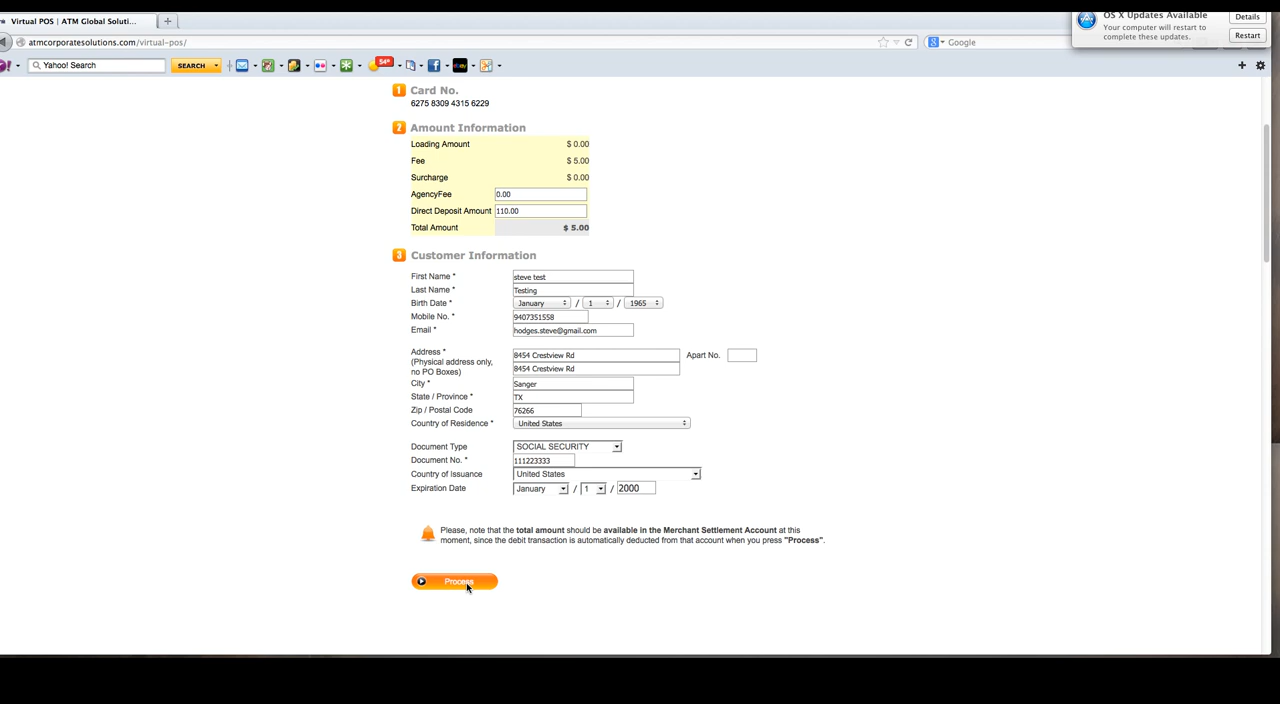 Virtual POS | ATM Global Soluti...
OS X Updates Available
Your computer will restart to
complete these updates.
Details
Restart
atmcorporatesolutions.com/virtual-pos/
Google
Yahoo! Search
SEARCH
54°
ebay
1 Card No.
6275 8309 4315 6229
2 Amount Information
Loading Amount $ 0.00
Fee $ 5.00
Surcharge $ 0.00
AgencyFee 0.00
Direct Deposit Amount 110.00
Total Amount $ 5.00
3 Customer Information
First Name * steve test
Last Name * Testing
Birth Date * January / 1 / 1965
Mobile No. * 9407351558
Email * hodges.steve@gmail.com
Address * 8454 Crestview Rd Apart No.
(Physical address only,
no PO Boxes) 8454 Crestview Rd
City * Sanger
State / Province * TX
Zip / Postal Code 76266
Country of Residence * United States
Document Type SOCIAL SECURITY
Document No. * 111223333
Country of Issuance United States
Expiration Date January / 1 / 2000
Please, note that the total amount should be available in the Merchant Settlement Account at this
moment, since the debit transaction is automatically deducted from that account when you press "Process".
Process